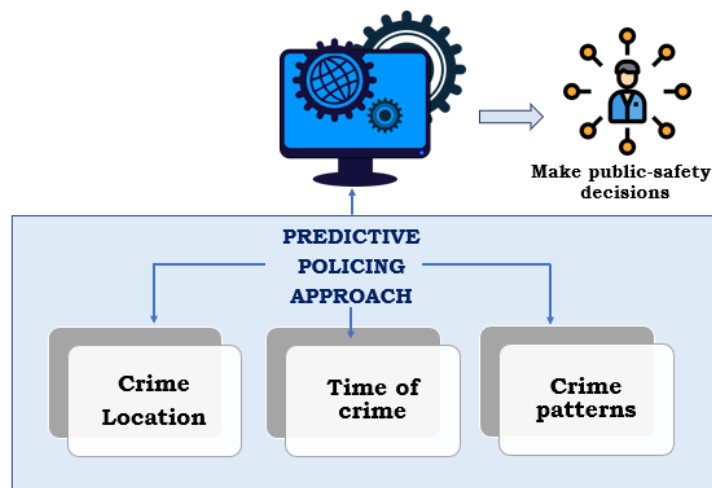 Make public-safety
decisions
PREDICTIVE
POLICING
APPROACH
Crime
Location
Time of
crime
Crime
patterns